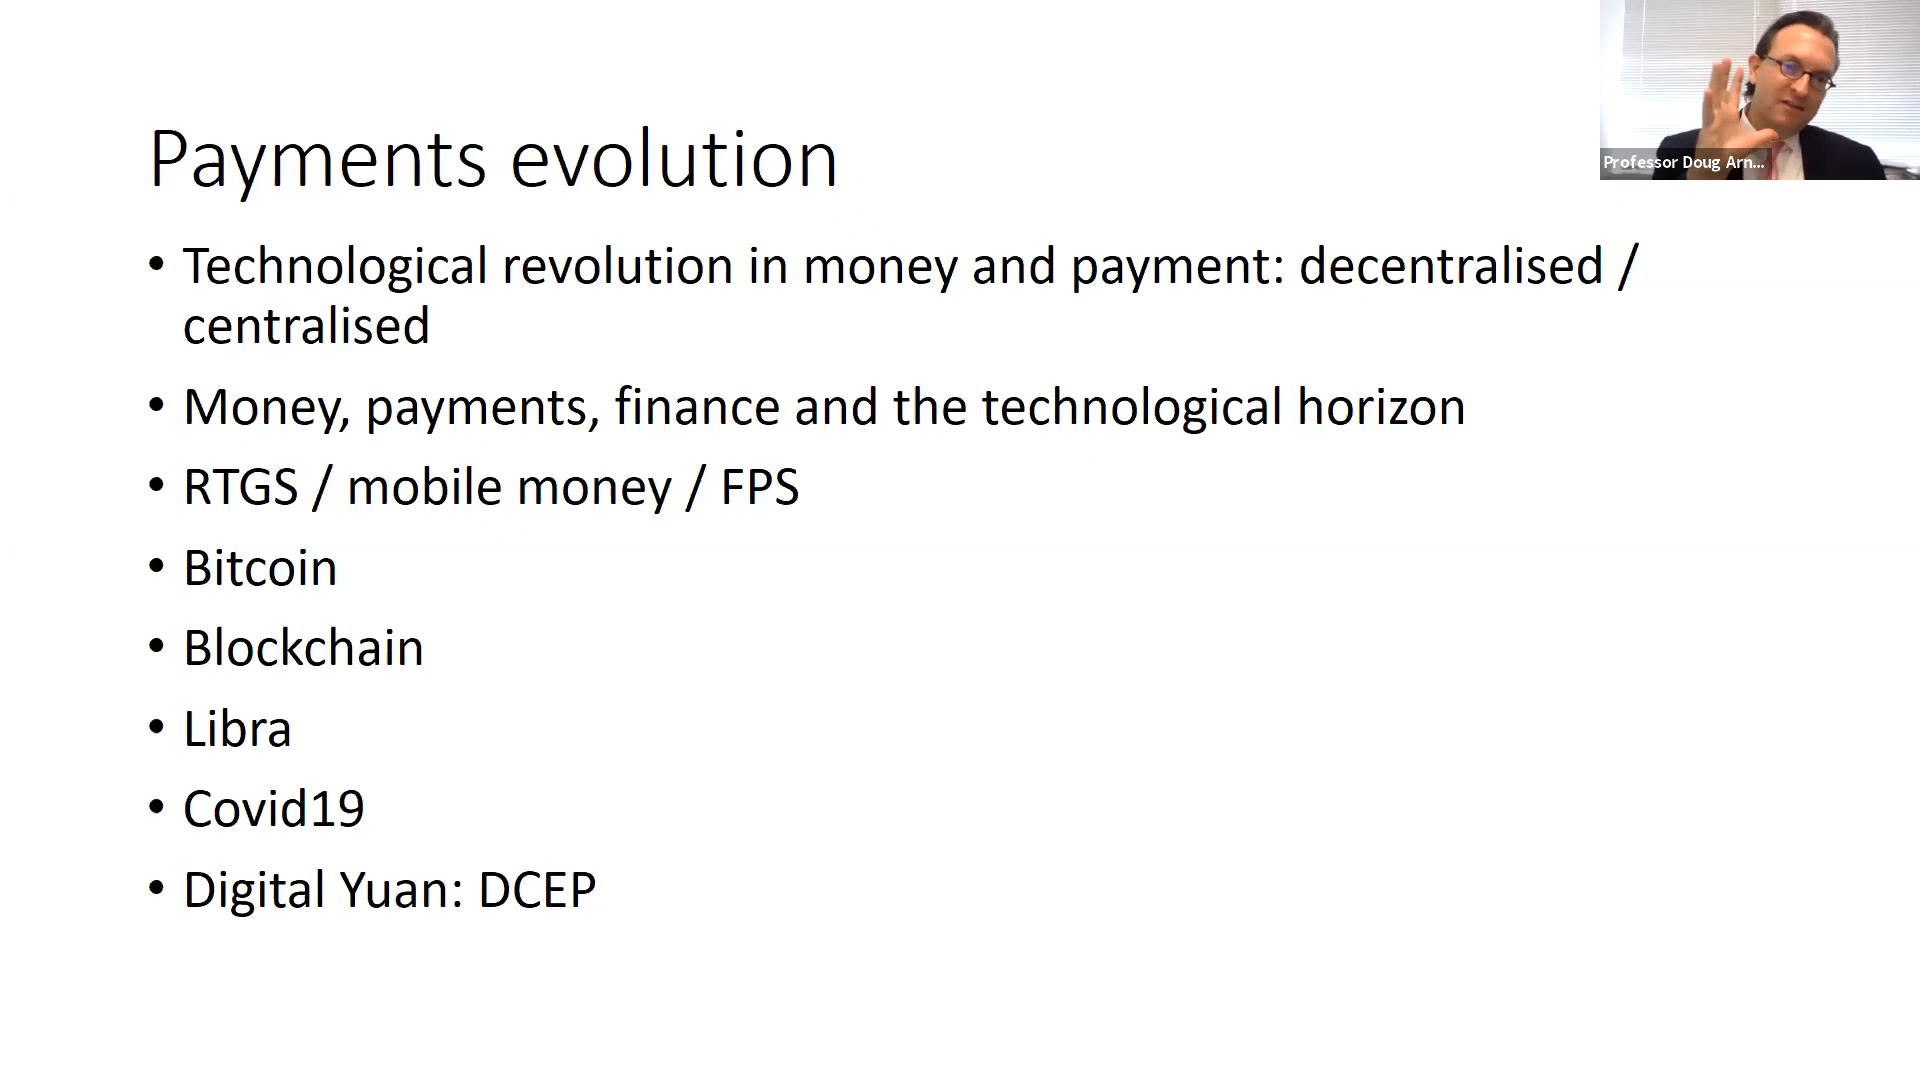 Payments evolution
• Technological revolution in money and payment: decentralised /
centralised
• Money, payments, finance and the technological horizon
• RTGS / mobile money / FPS
• Bitcoin
• Blockchain
• Libra
• Covid19
• Digital Yuan: DCEP
Professor Doug Arn...